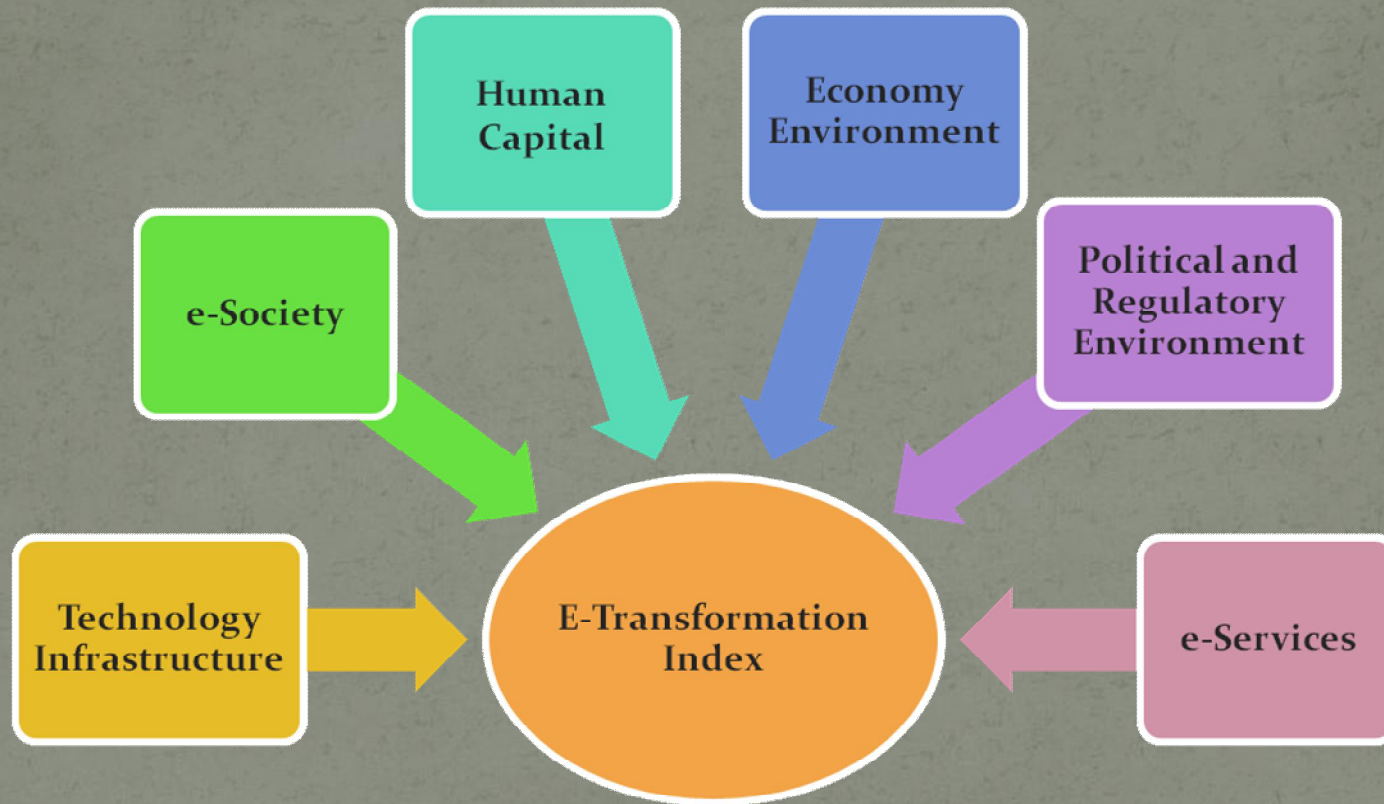 Human
Capital
Economy
Environment
e-Society
Political and
Regulatory
Environment
Technology
Infrastructure
E-Transformation
Index
e-Services